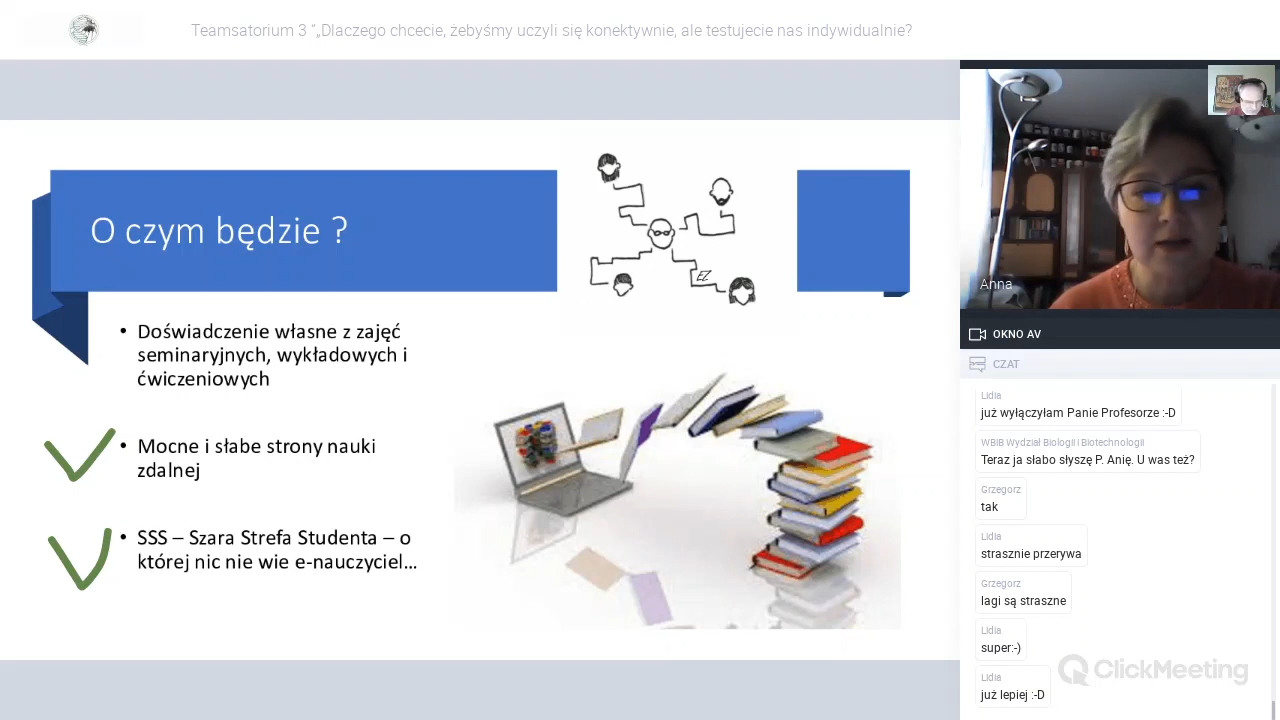 Teamsatorium 3 “„Dlaczego chcecie, żebyśmy uczyli się konektywnie, ale testujecie nas indywidualnie?
O czym będzie ?
EZ
• Doświadczenie własne z zajęć
seminaryjnych, wykładowych i
ćwiczeniowych
• Mocne i słabe strony nauki
zdalnej
• SSS – Szara Strefa Studenta – o
której nic nie wie e-nauczyciel…
Anna
OKNO AV
CZAT
Lidia
już wyłączyłam Panie Profesorze :-D
WBiB Wydział Biologii i Biotechnologii
Teraz ja słabo słyszę P. Anię. U was też?
Grzegorz
tak
Lidia
strasznie przerywa
Grzegorz
lagi są straszne
Lidia
super:-)
Lidia
już lepiej :-D
ClickMeeting